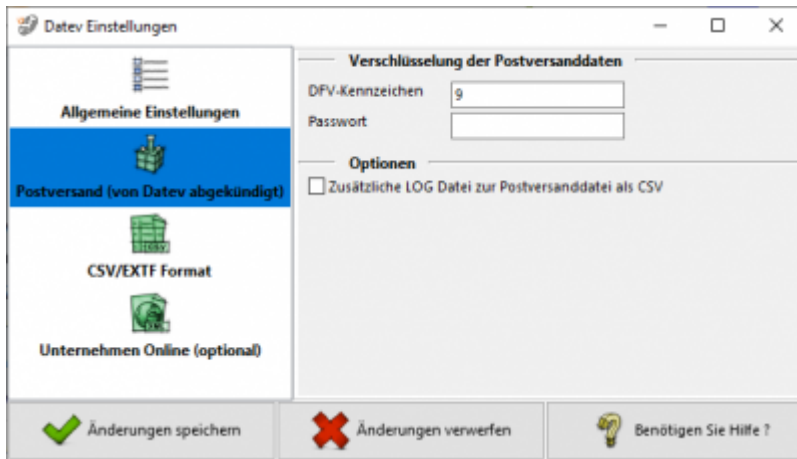 Datev Einstellungen
Allgemeine Einstellungen
Postversand (von Datev abgekündigt)
CSV/EXTF Format
Unternehmen Online (optional)
Verschlüsselung der Postversanddaten
DFV-Kennzeichen 9
Passwort
Optionen
Zusätzliche LOG Datei zur Postversanddatei als CSV
Änderungen speichern
Änderungen verwerfen
Benötigen Sie Hilfe ?